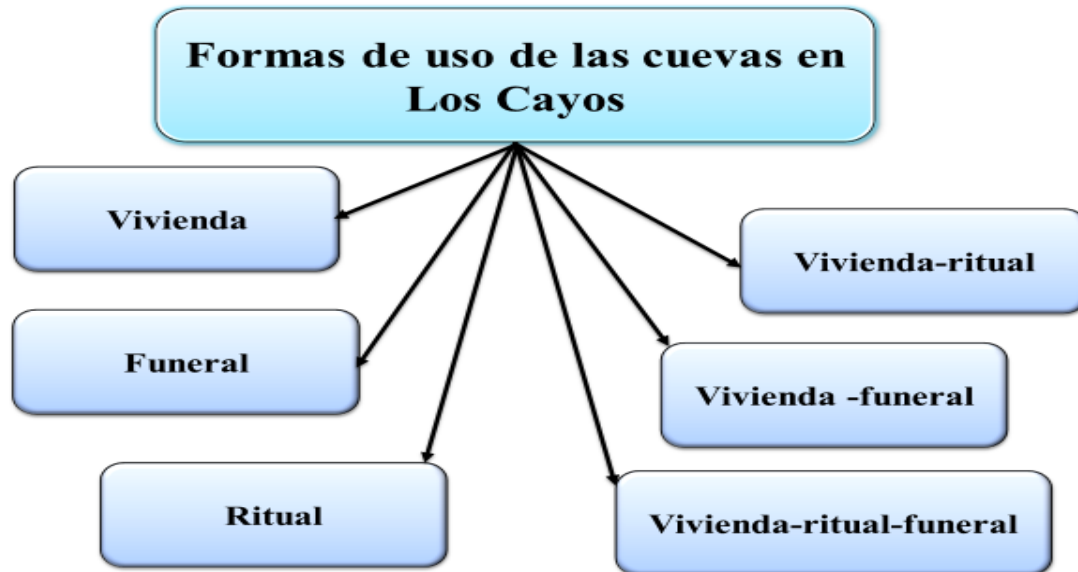 Formas de uso de las cuevas en
Los Cayos
Vivienda
Funeral
Ritual
Vivienda-ritual
Vivienda -funeral
Vivienda-ritual-funeral